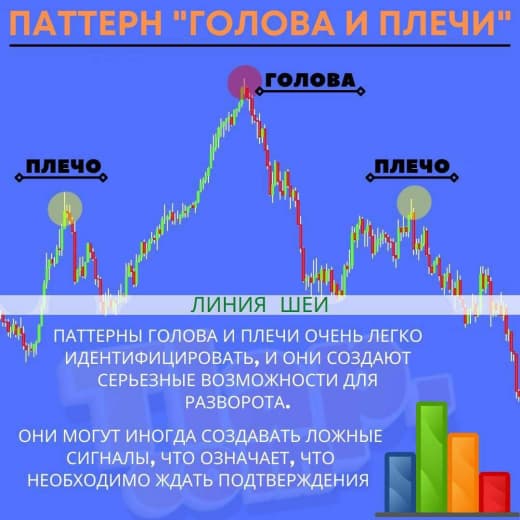 ПАТТЕРН "ГОЛОВА И ПЛЕЧИ"
ГОЛОВА
ПЛЕЧО
ПЛЕЧО
ЛИНИЯ ШЕИ
ПАТТЕРНЫ ГОЛОВА И ПЛЕЧИ ОЧЕНЬ ЛЕГКО
ИДЕНТИФИЦИРОВАТЬ, И ОНИ СОЗДАЮТ
СЕРЬЕЗНЫЕ ВОЗМОЖНОСТИ ДЛЯ
РАЗВОРОТА.
ОНИ МОГУТ ИНОГДА СОЗДАВАТЬ ЛОЖНЫЕ
СИГНАЛЫ, ЧТО ОЗНАЧАЕТ, ЧТО
НЕОБХОДИМО ЖДАТЬ ПОДТВЕРЖДЕНИЯ